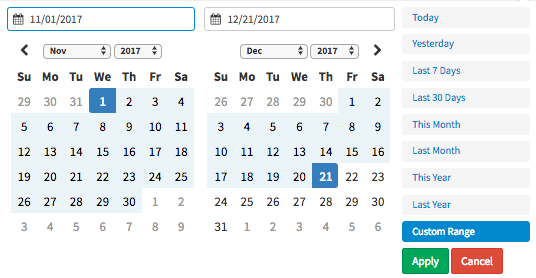 11/01/2017 12/21/2017 Today
Yesterday
Nov 2017 Dec 2017
Su Mo Tu We Th Fr Sa Su Mo Tu We Th Fr Sa Last 7 Days
29 30 31 1 2 3 4 26 27 28 29 30 1 2 Last 30 Days
5 6 7 8 9 10 11 3 4 5 6 7 8 9 This Month
12 13 14 15 16 17 18 10 11 12 13 14 15 16 Last Month
19 20 21 22 23 24 25 17 18 19 20 21 22 23 This Year
26 27 28 29 30 1 2 24 25 26 27 28 29 30 Last Year
3 4 5 6 7 8 9 31 1 2 3 4 5 6 Custom Range
Apply Cancel